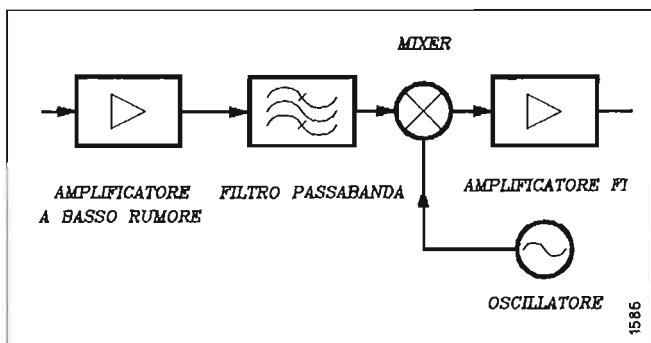 MIXER
AMPLIFICATORE
A BASSO RUMORE
FILTRO PASSABANDA
AMPLIFICATORE FI
OSCILLATORE
1586